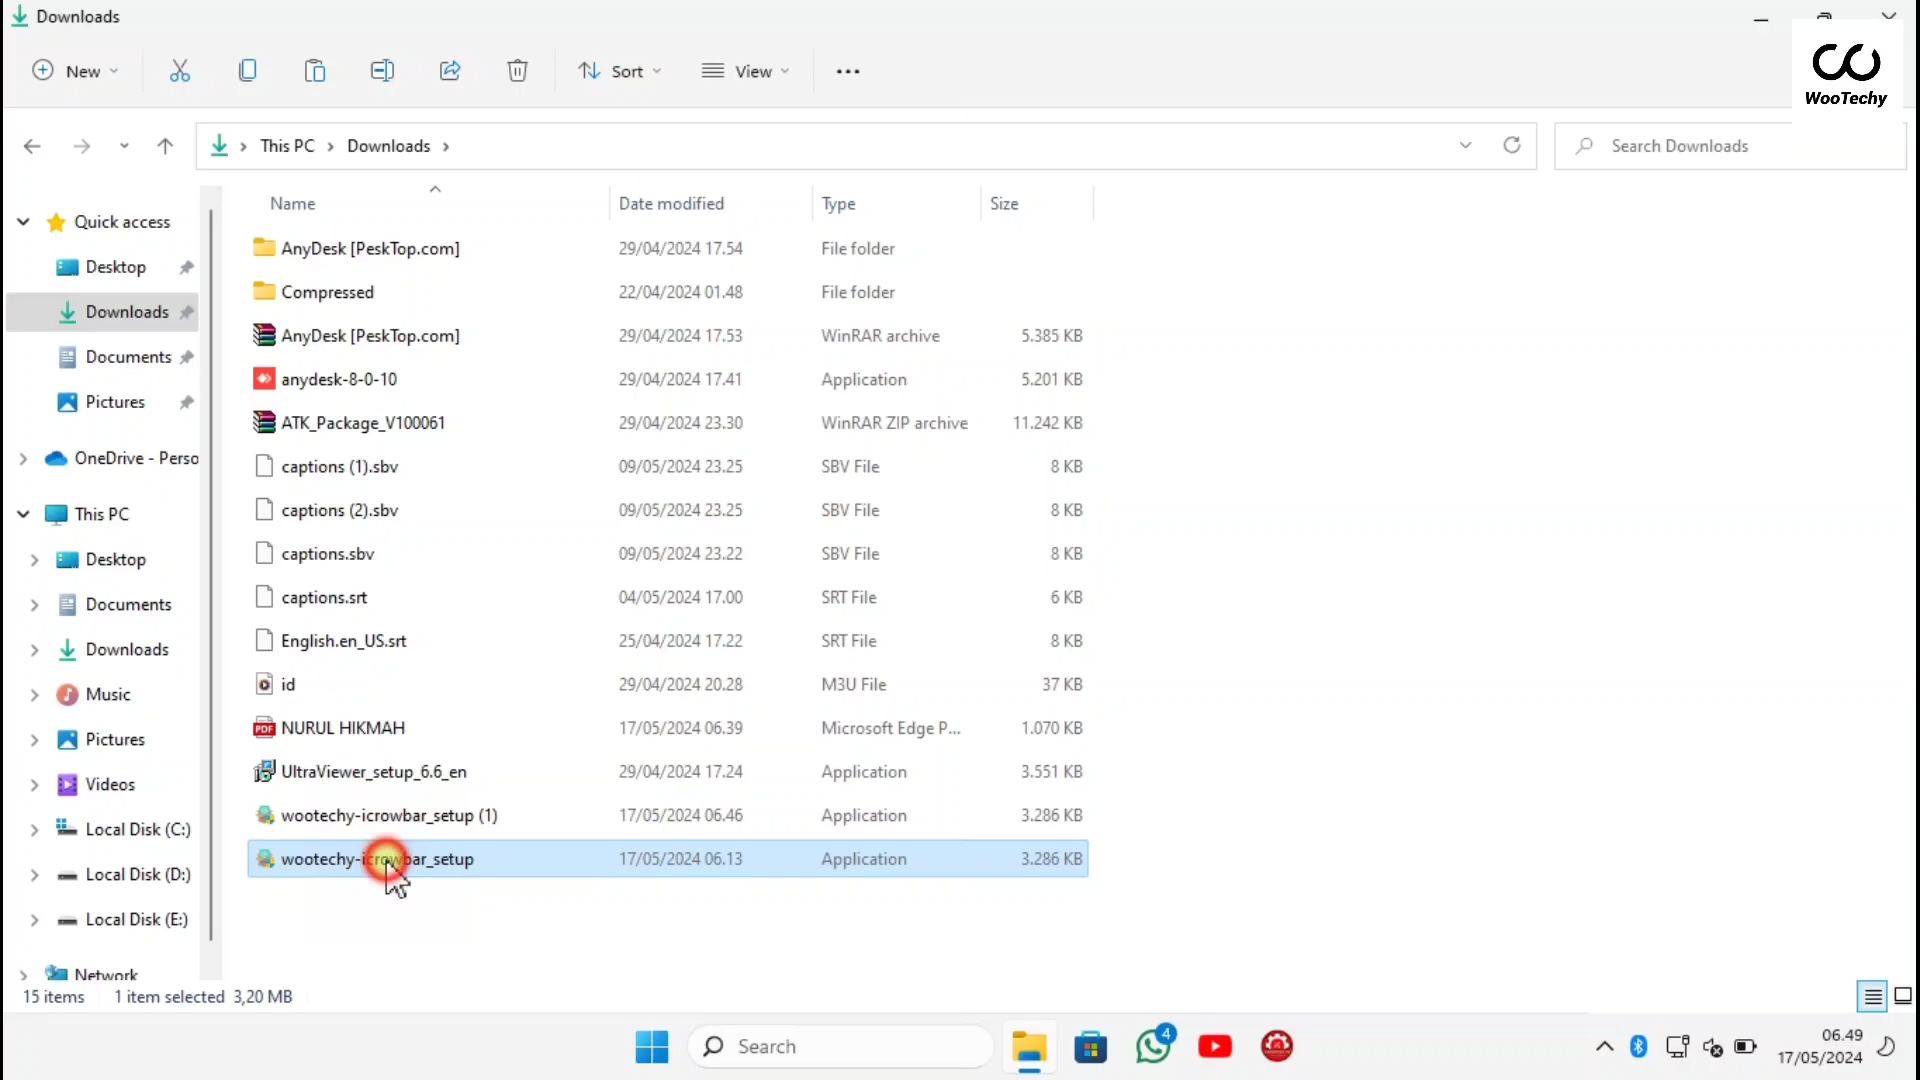 Downloads
New
Sort
View
WooTechy
This PC
Downloads
Search Downloads
Name Date modified Type Size
Quick access
Desktop
Downloads
Documents
Pictures
OneDrive - Perso
This PC
Desktop
Documents
Downloads
Music
Pictures
Videos
Local Disk (C:)
Local Disk (D:)
Local Disk (E:)
Network
AnyDesk [PeskTop.com] 29/04/2024 17.54 File folder
Compressed 22/04/2024 01.48 File folder
AnyDesk [PeskTop.com] 29/04/2024 17.53 WinRAR archive 5.385 KB
anydesk-8-0-10 29/04/2024 17.41 Application 5.201 KB
ATK_Package_V100061 29/04/2024 23.30 WinRAR ZIP archive 11.242 KB
captions (1).sbv 09/05/2024 23.25 SBV File 8 KB
captions (2).sbv 09/05/2024 23.25 SBV File 8 KB
captions.sbv 09/05/2024 23.22 SBV File 8 KB
captions.srt 04/05/2024 17.00 SRT File 6 KB
English.en_US.srt 25/04/2024 17.22 SRT File 8 KB
id 29/04/2024 20.28 M3U File 37 KB
PDF NURUL HIKMAH 17/05/2024 06.39 Microsoft Edge P... 1.070 KB
UltraViewer_setup_6.6_en 29/04/2024 17.24 Application 3.551 KB
wootechy-icrowbar_setup (1) 17/05/2024 06.46 Application 3.286 KB
wootechy-icrowbar_setup 17/05/2024 06.13 Application 3.286 KB
15 items 1 item selected 3,20 MB
Search
4
06.49
17/05/2024